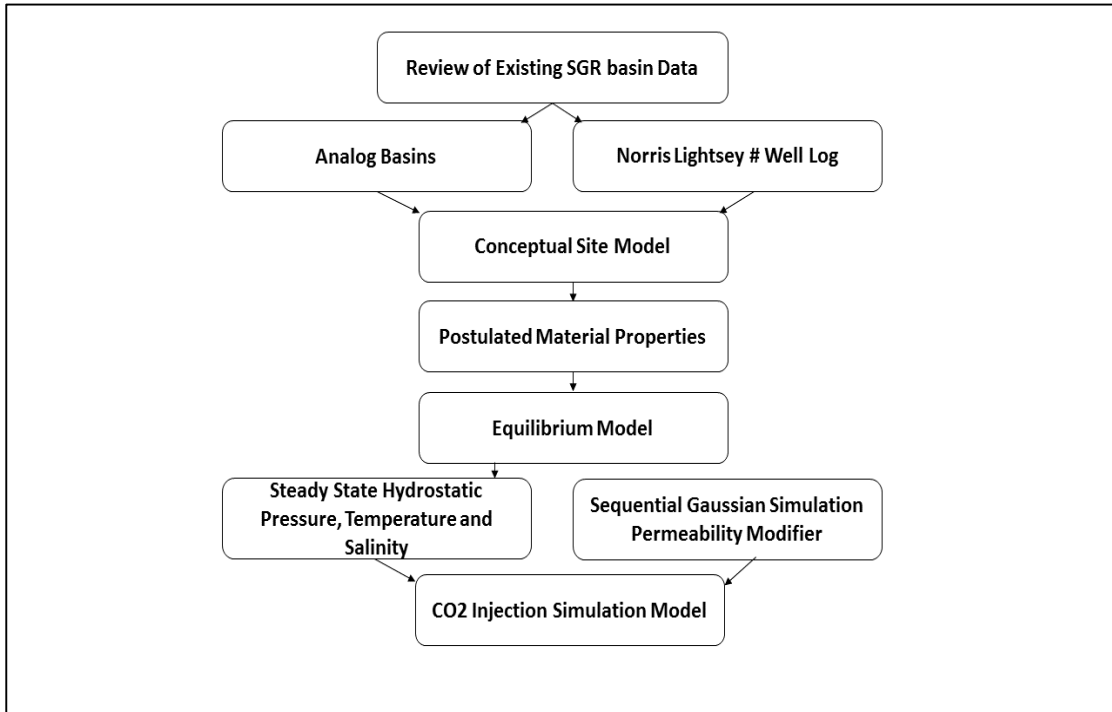 Review of Existing SGR basin Data
Analog Basins
Norris Lightsey # Well Log
Conceptual Site Model
Postulated Material Properties
Equilibrium Model
Steady State Hydrostatic
Pressure, Temperature and
Salinity
Sequential Gaussian Simulation
Permeability Modifier
CO2 Injection Simulation Model